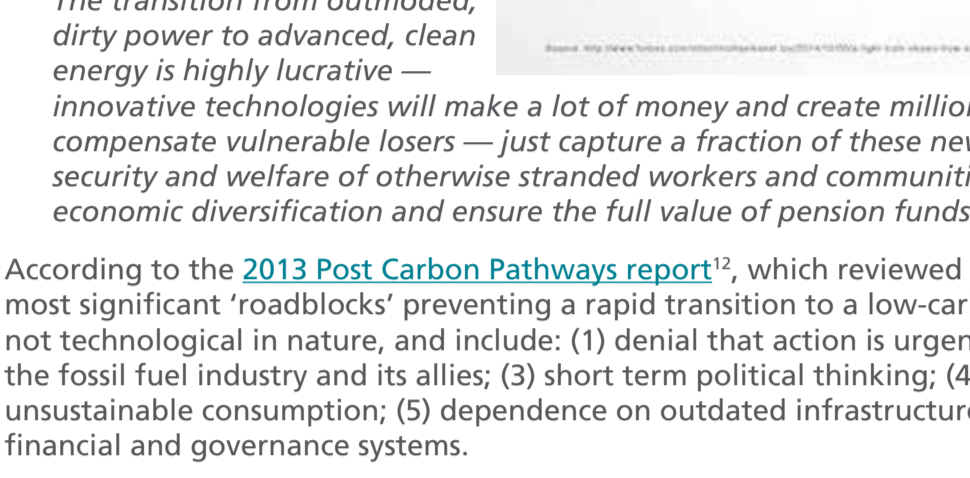 The transition from outmoded,
dirty power to advanced, clean
energy is highly lucrative —
innovative technologies will make a lot of money and create
compensate vulnerable losers — just capture a fraction of these
security and welfare of otherwise stranded workers and
economic diversification and ensure the full value of pension funds
According to the 2013 Post Carbon Pathways report¹², which reviewed
most significant ‘roadblocks’ preventing a rapid transition to a low-car
not technological in nature, and include: (1) denial that action is urgen
the fossil fuel industry and its allies; (3) short term political thinking; (4
unsustainable consumption; (5) dependence on outdated infrastructur
financial and governance systems.